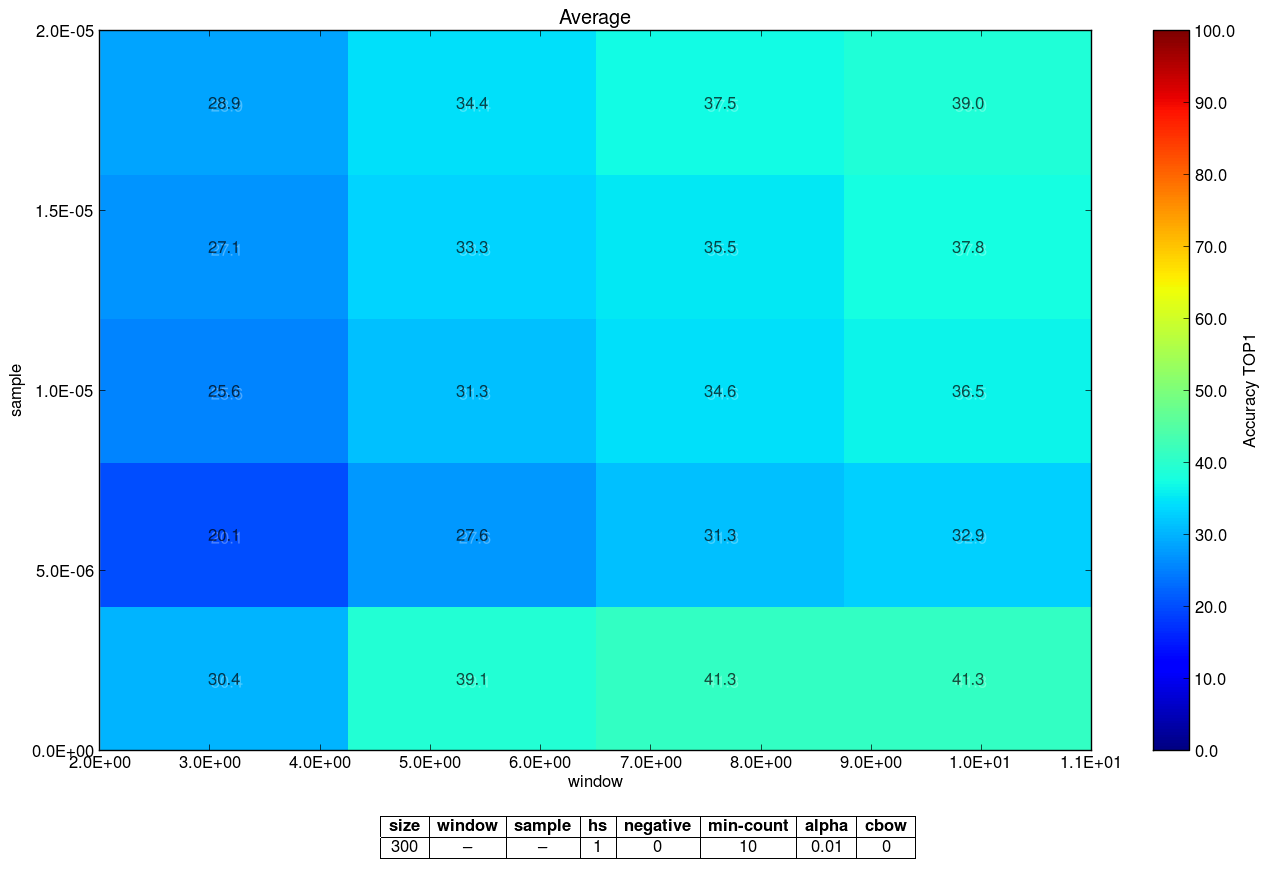 Average
2.0E-05
100.0
28.9 34.4 37.5 39.0
90.0
80.0
1.5E-05
27.1 33.3 35.5 37.8
70.0
60.0
sample
1.0E-05
25.6 31.3 34.6 36.5
50.0
Accuracy TOP1
40.0
20.1 27.6 31.3 32.9
30.0
5.0E-06
20.0
30.4 39.1 41.3 41.3
10.0
0.0E+00
0.0
2.0E+00 3.0E+00 4.0E+00 5.0E+00 6.0E+00 7.0E+00 8.0E+00 9.0E+00 1.0E+01 1.1E+01
window
size window sample hs negative min-count alpha cbow
300 – – 1 0 10 0.01 0